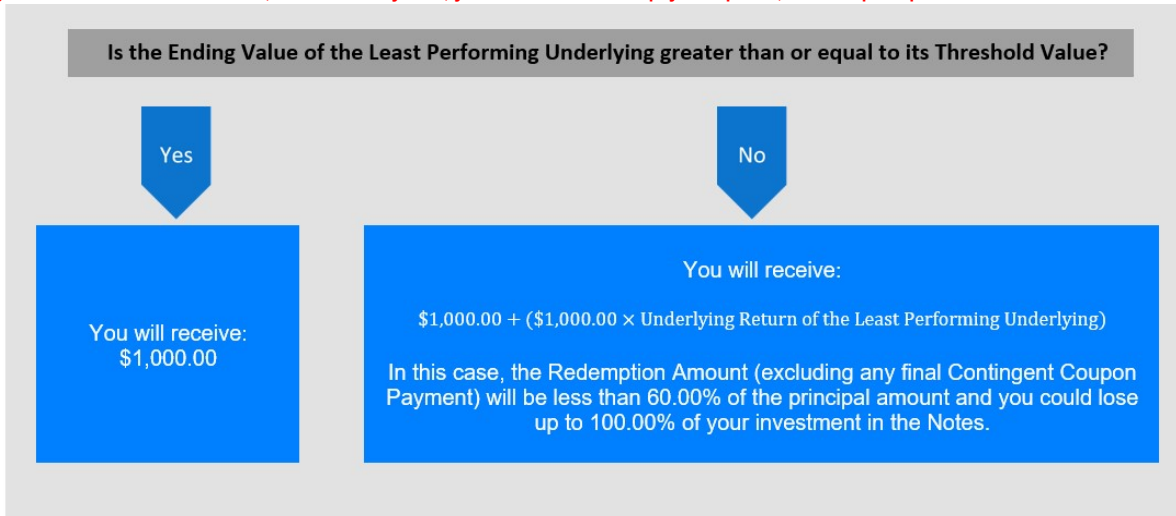 Is the Ending Value of the Least Performing Underlying greater than or equal to its Threshold Value?
Yes
No
You will receive:
$1,000.00
You will receive:
$1,000.00 + ($1,000.00 × Underlying Return of the Least Performing Underlying)
In this case, the Redemption Amount (excluding any final Contingent Coupon
Payment) will be less than 60.00% of the principal amount and you could lose
up to 100.00% of your investment in the Notes.